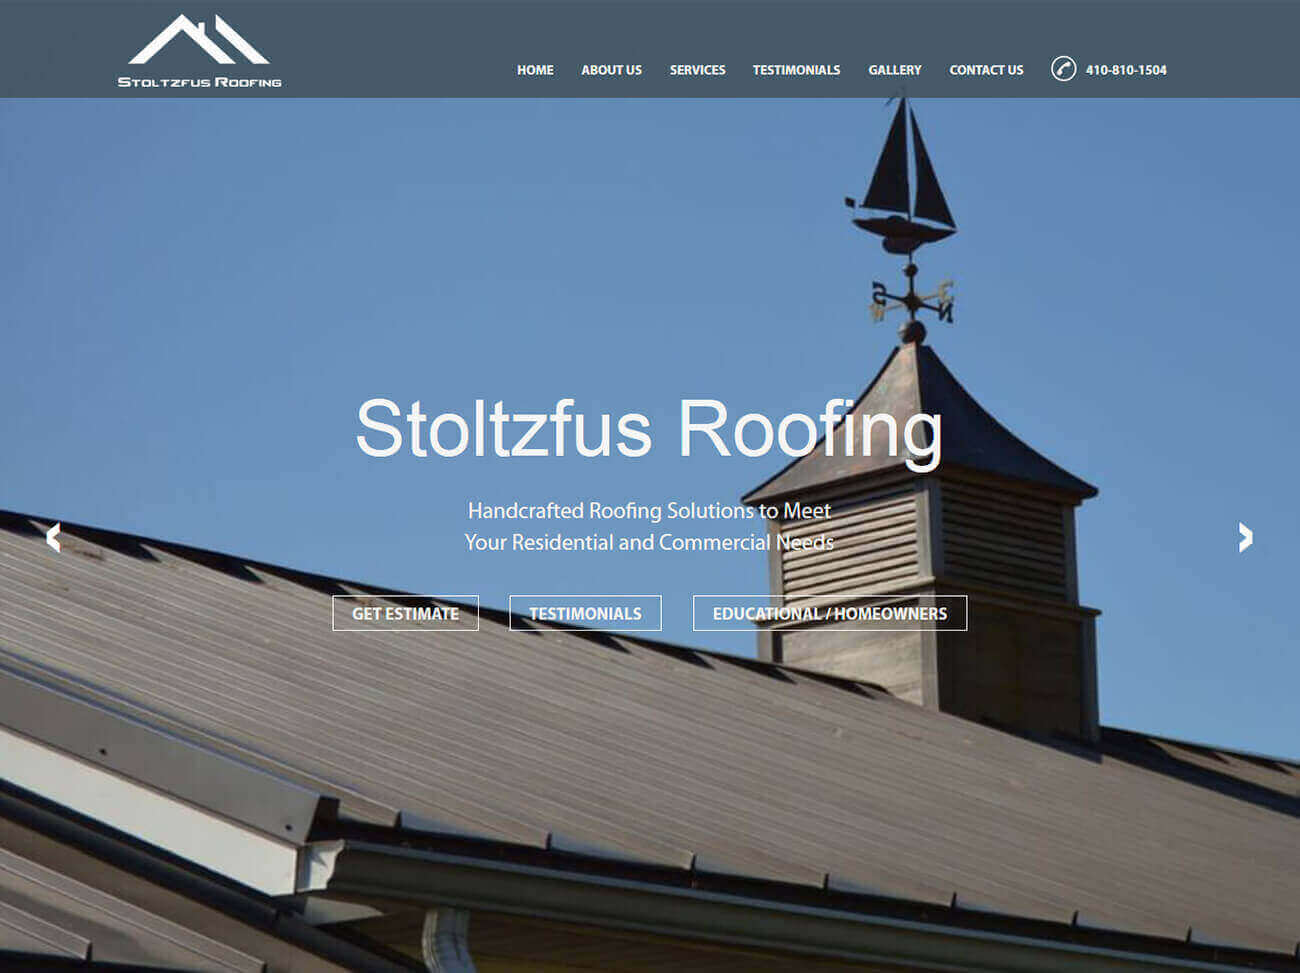 STOLTZFUS ROOFING
HOME ABOUT US SERVICES TESTIMONIALS GALLERY CONTACT US 410-810-1504
S N
Stoltzfus Roofing
Handcrafted Roofing Solutions to Meet
Your Residential and Commercial Needs
GET ESTIMATE TESTIMONIALS EDUCATIONAL / HOMEOWNERS